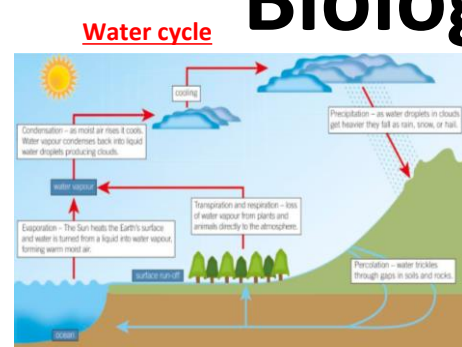 Biolog
Water cycle
cooling
Condensation – as moist air rises it cools.
Water vapour condenses back into liquid
water droplets producing clouds.
Precipitation – as water droplets in clouds
get heavier they fall as rain, snow, or hail.
water vapour
Transpiration and respiration – loss
of water vapour from plants and
animals directly to the atmosphere.
Evaporation – The Sun heats the Earth's surface
and water is turned from a liquid into water vapour,
forming warm moist air.
Percolation – water trickles
through gaps in soils and rocks.
surface run-off
ocean